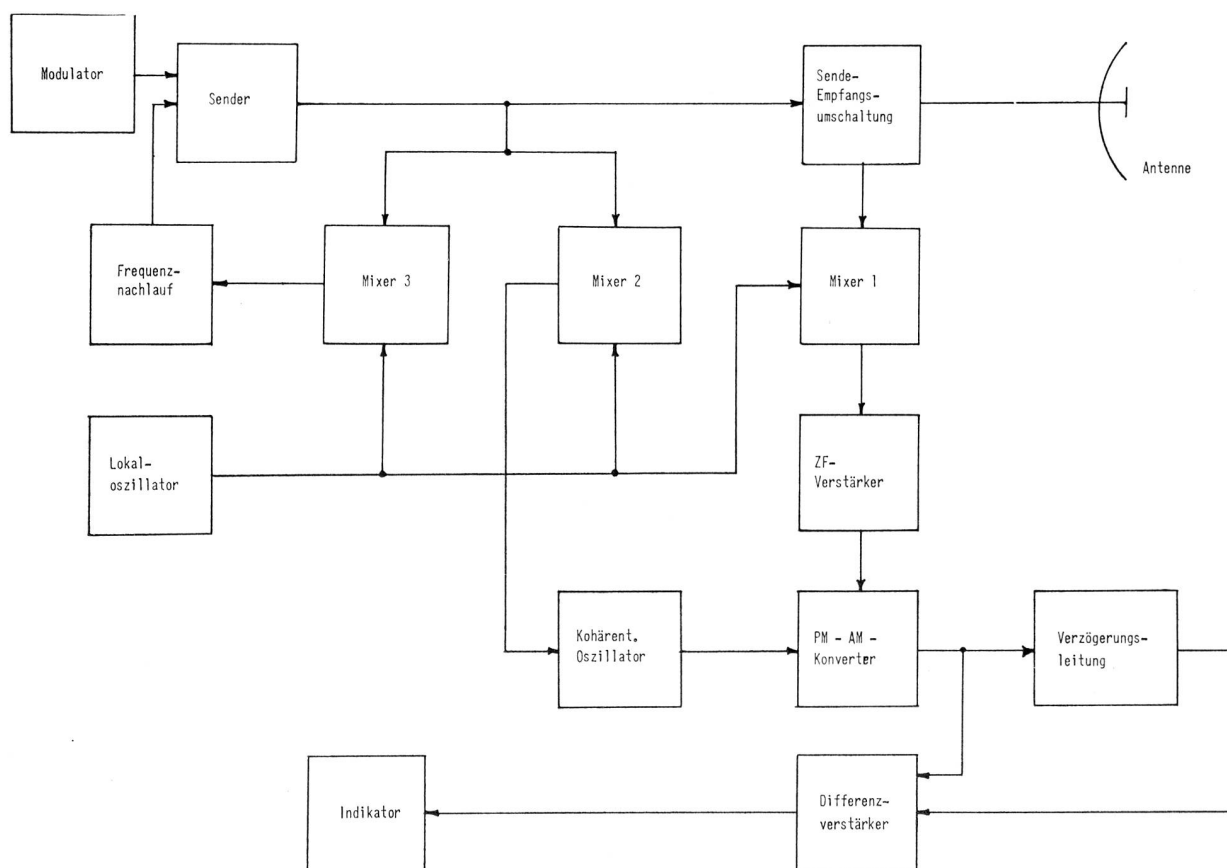 Modulator
Sender
Sende-
Empfangs-
umschaltung
Antenne
Frequenz-
nachlauf
Mixer 3
Mixer 2
Mixer 1
Lokal-
oszillator
ZF-
Verstärker
Kohärent.
Oszillator
PM - AM -
Konverter
Verzögerungs-
leitung
Indikator
Differenz-
verstärker